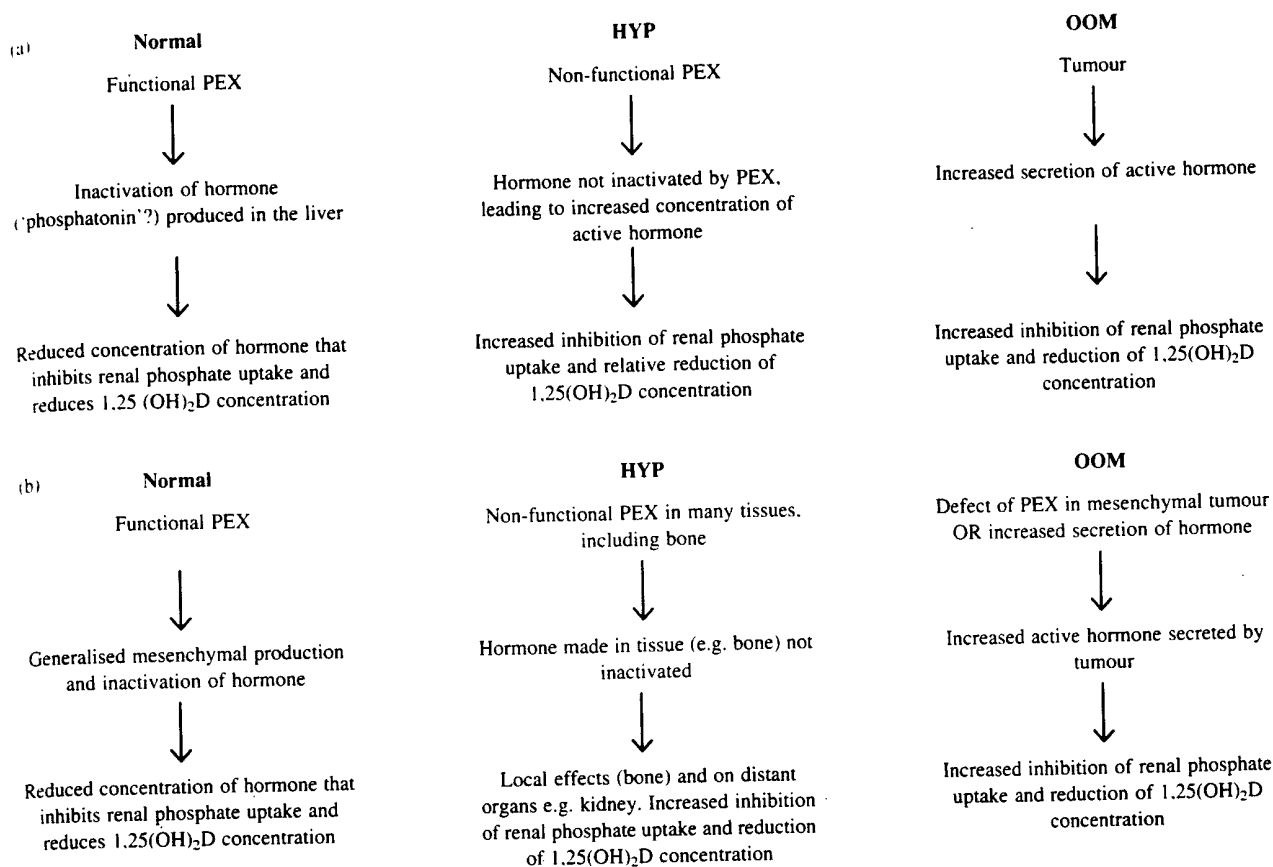 (a)
Normal
Functional PEX
Inactivation of hormone
('phosphatonin'?) produced in the liver
Reduced concentration of hormone that
inhibits renal phosphate uptake and
reduces 1.25 (OH)₂D concentration
HYP
Non-functional PEX
Hormone not inactivated by PEX,
leading to increased concentration of
active hormone
Increased inhibition of renal phosphate
uptake and relative reduction of
1.25(OH)₂D concentration
OOM
Tumour
Increased secretion of active hormone
Increased inhibition of renal phosphate
uptake and reduction of 1.25(OH)₂D
concentration
(b)
Normal
Functional PEX
Generalised mesenchymal production
and inactivation of hormone
Reduced concentration of hormone that
inhibits renal phosphate uptake and
reduces 1.25(OH)₂D concentration
HYP
Non-functional PEX in many tissues,
including bone
Hormone made in tissue (e.g. bone) not
inactivated
Local effects (bone) and on distant
organs e.g. kidney. Increased inhibition
of renal phosphate uptake and reduction
of 1.25(OH)₂D concentration
OOM
Defect of PEX in mesenchymal tumour
OR increased secretion of hormone
Increased active hormone secreted by
tumour
Increased inhibition of renal phosphate
uptake and reduction of 1.25(OH)₂D
concentration